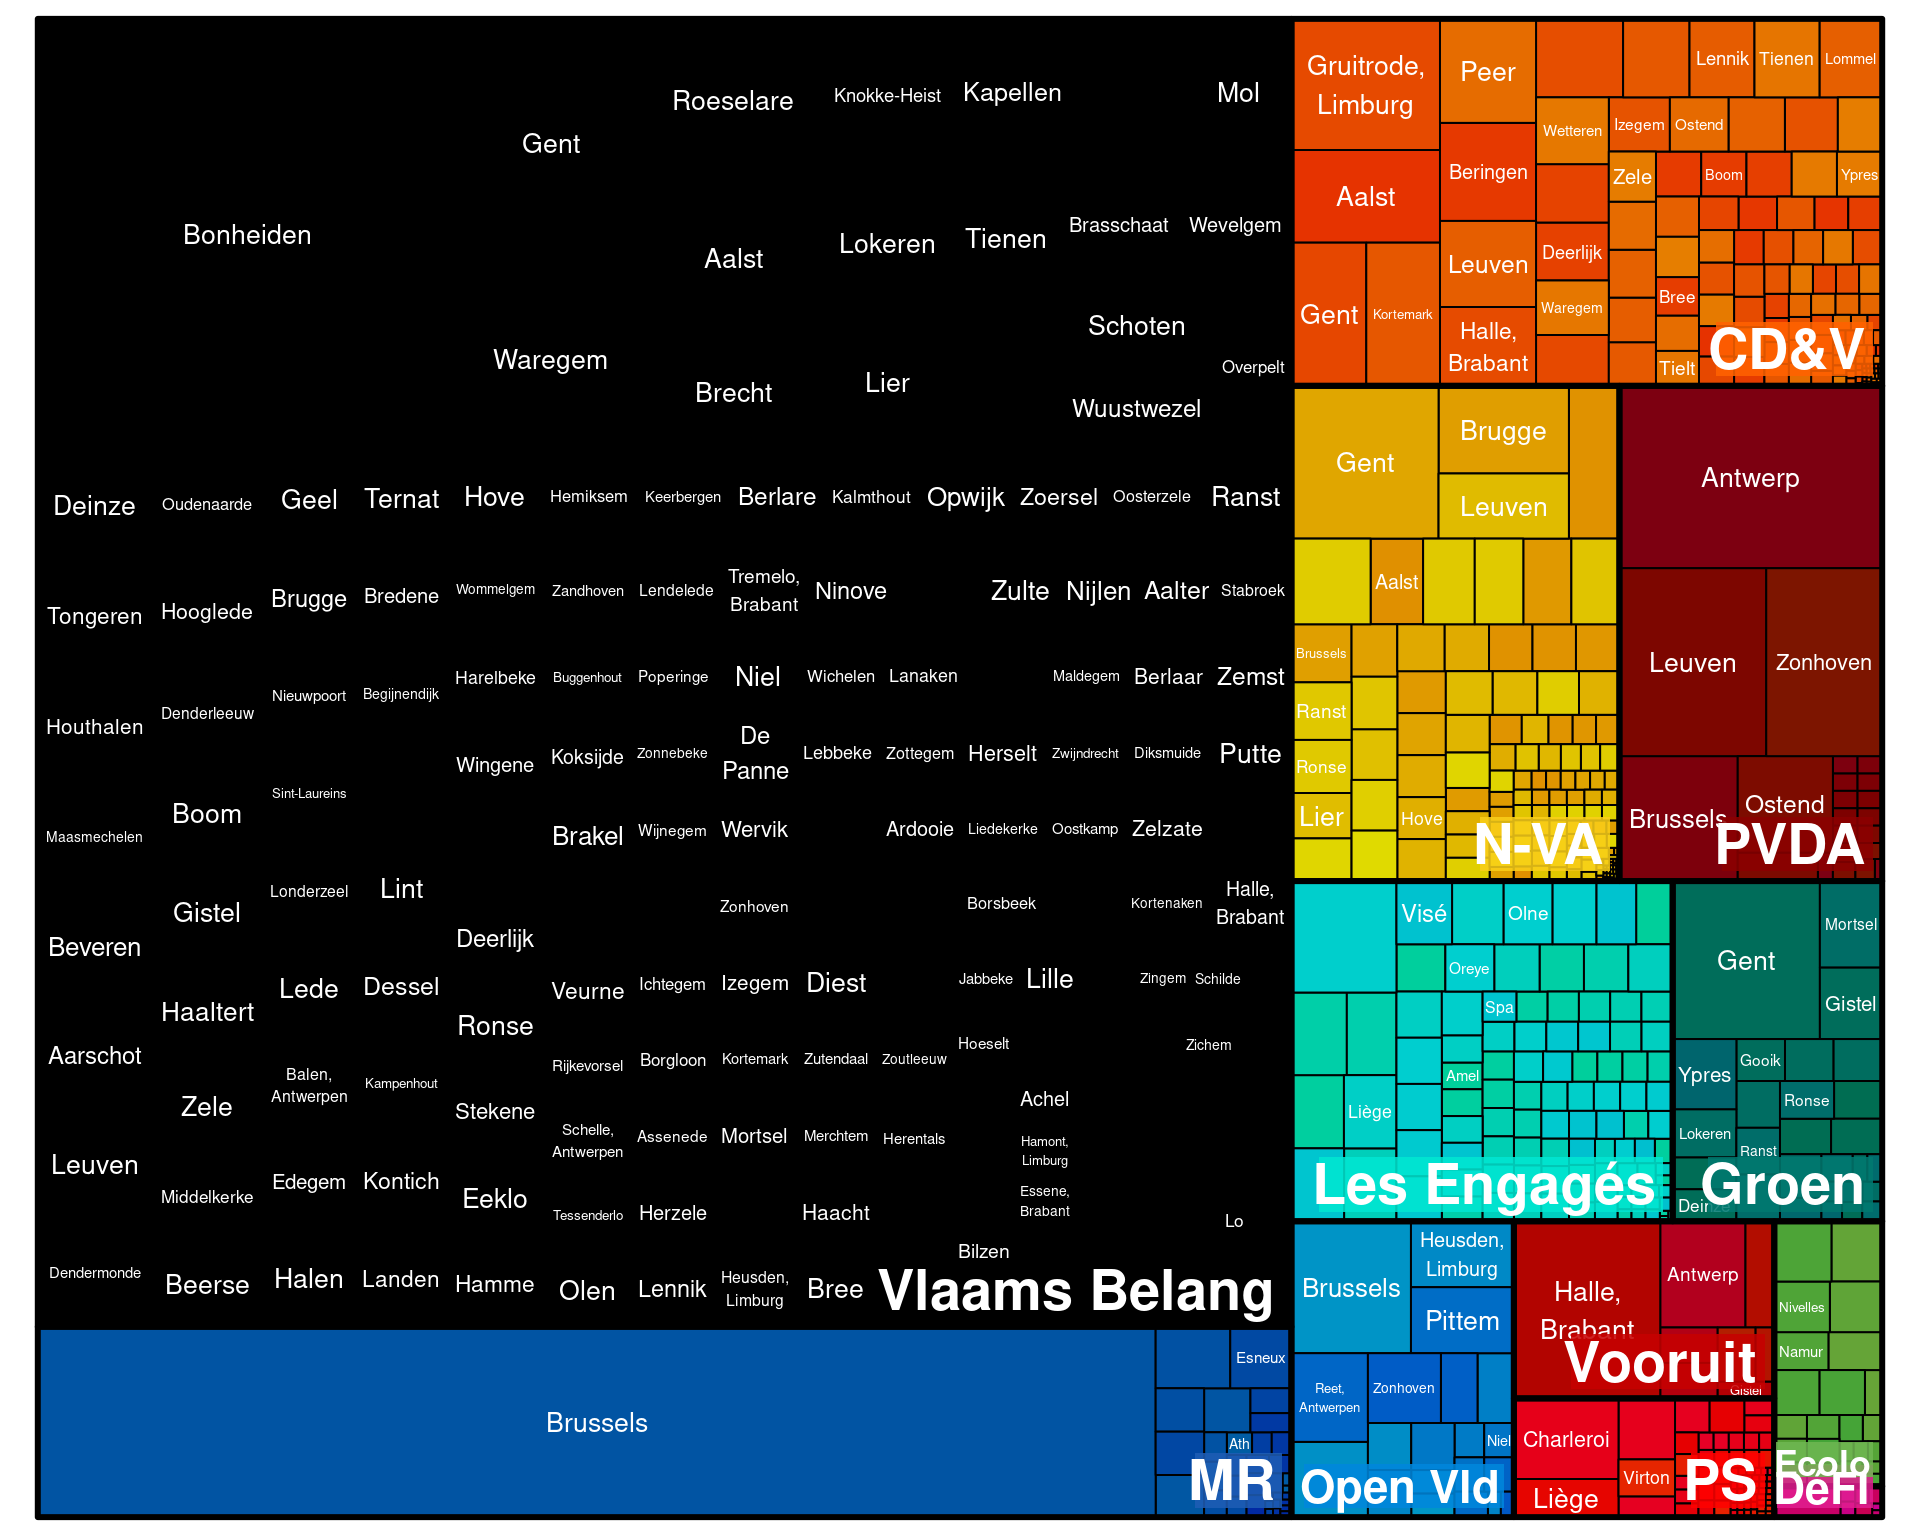 Roeselare
Knokke-Heist
Kapellen
Mol
Gent
Bonheiden
Aalst
Lokeren
Tienen
Brasschaat
Wevelgem
Waregem
Brecht
Lier
Schoten
Overpelt
Wuustwezel
Deinze
Oudenaarde
Geel
Ternat
Hove
Hemiksem
Keerbergen
Berlare
Kalmthout
Opwijk
Zoersel
Oosterzele
Ranst
Tongeren
Hooglede
Brugge
Bredene
Wommelgem
Zandhoven
Lendelede
Tremelo,
Brabant
Ninove
Zulte
Nijlen
Aalter
Stabroek
Houthalen
Denderleeuw
Nieuwpoort
Begijnendijk
Harelbeke
Buggenhout
Poperinge
Niel
Wichelen
Lanaken
Maldegem
Berlaar
Zemst
Wingene
Koksijde
Zonnebeke
De
Panne
Lebbeke
Zottegem
Herselt
Zwijndrecht
Diksmuide
Putte
Maasmechelen
Boom
Sint-Laureins
Brakel
Wijnegem
Wervik
Ardooie
Liedekerke
Oostkamp
Zelzate
Beveren
Gistel
Londerzeel
Lint
Deerlijk
Zonhoven
Borsbeek
Kortenaken
Halle,
Brabant
Haaltert
Lede
Dessel
Ronse
Veurne
Ichtegem
Izegem
Diest
Jabbeke
Lille
Zingem
Schilde
Aarschot
Zele
Balen,
Antwerpen
Kampenhout
Stekene
Rijkevorsel
Borgloon
Kortemark
Zutendaal
Zoutleeuw
Hoeselt
Zichem
Achel
Leuven
Middelkerke
Edegem
Kontich
Eeklo
Schelle,
Antwerpen
Assenede
Mortsel
Merchtem
Herentals
Hamont,
Limburg
Essene,
Brabant
Tessenderlo
Herzele
Haacht
Lo
Bilzen
Dendermonde
Beerse
Halen
Landen
Hamme
Olen
Lennik
Heusden,
Limburg
Bree
Vlaams Belang
Brussels
Esneux
Ath
MR
Gruitrode,
Limburg
Peer
Lennik
Tienen
Lommel
Aalst
Beringen
Wetteren
Izegem
Ostend
Zele
Boom
Ypres
Gent
Kortemark
Leuven
Deerlijk
Waregem
Bree
Halle,
Brabant
Tielt
CD&V
Gent
Brugge
Leuven
Aalst
Brussels
Ranst
Ronse
Lier
Hove
N-VA
Antwerp
Leuven
Zonhoven
Brussels
Ostend
PVDA
Visé
Olne
Oreye
Spa
Amel
Liège
Les Engagés
Gent
Mortsel
Gistel
Ypres
Gooik
Ronse
Lokeren
Ranst
Deinze
Groen
Brussels
Heusden,
Limburg
Pittem
Reet,
Antwerpen
Zonhoven
Niel
Open Vld
Halle,
Brabant
Antwerp
Gistel
Vooruit
Charleroi
Virton
Liège
PS
Nivelles
Namur
Ecolo
DéFI